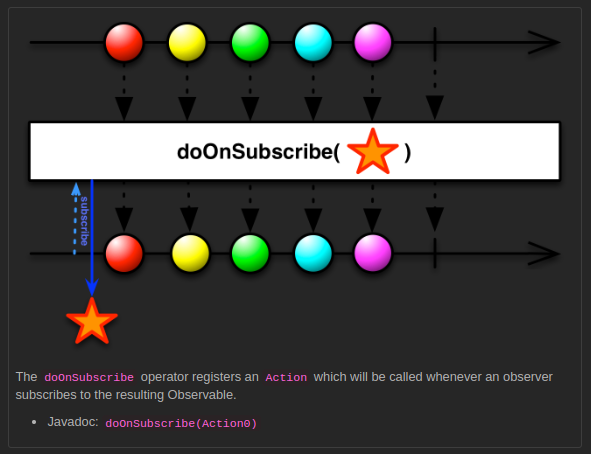 doOnSubscribe( )
subscribe
The doOnSubscribe operator registers an Action which will be called whenever an observer
subscribes to the resulting Observable.
• Javadoc: doOnSubscribe(Action0)